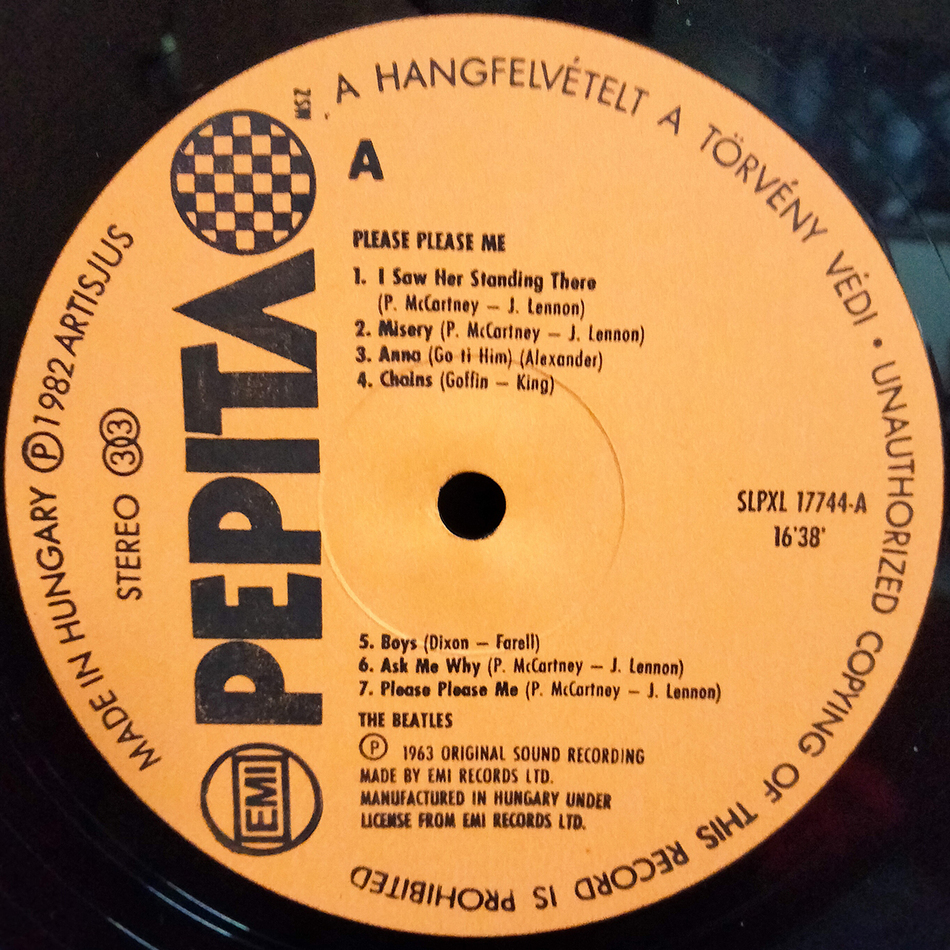 A HANGFELVÉTELT A TÖRVÉNY VÉDI • UNAUTHORIZED COPYING OF THIS RECORD IS PROHIBITED
MADE IN HUNGARY Ⓟ 1982 ARTISJUS
STEREO 33
MSZ
PEPITA
EMI
A
PLEASE PLEASE ME
1. I Saw Her Standing There
(P. McCartney – J. Lennon)
2. Misery (P. McCartney – J. Lennon)
3. Anna (Go ti Him) (Alexander)
4. Chains (Goffin – King)
SLPXL 17744-A
16'38"
5. Boys (Dixon – Farell)
6. Ask Me Why (P. McCartney – J. Lennon)
7. Please Please Me (P. McCartney – J. Lennon)
THE BEATLES
Ⓟ 1963 ORIGINAL SOUND RECORDING
MADE BY EMI RECORDS LTD.
MANUFACTURED IN HUNGARY UNDER
LICENSE FROM EMI RECORDS LTD.